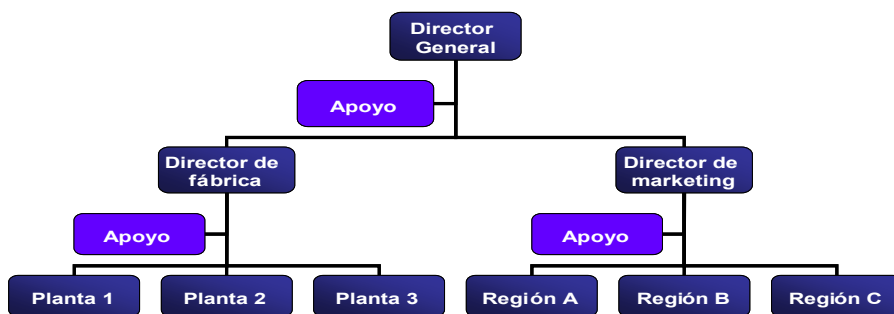 Director
General
Apoyo
Director de
fábrica
Director de
marketing
Apoyo
Apoyo
Planta 1
Planta 2
Planta 3
Región A
Región B
Región C